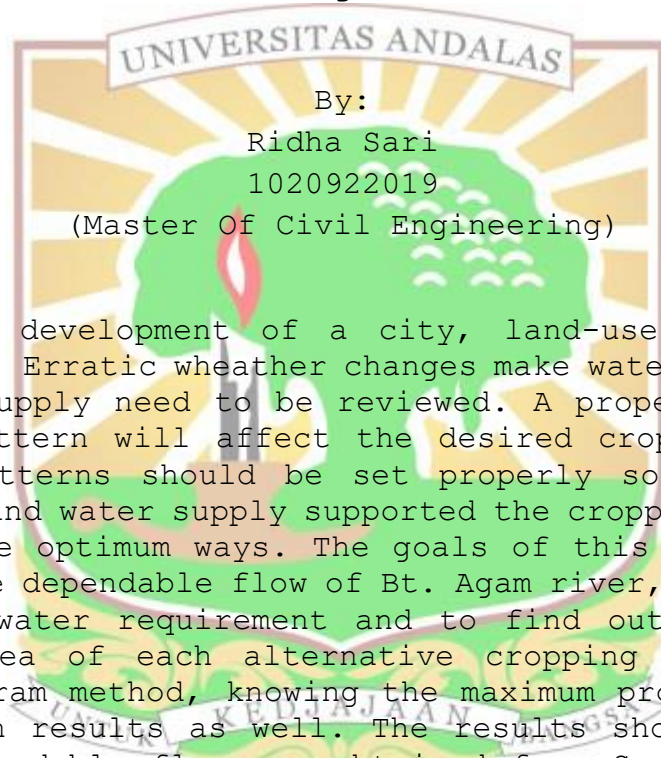 UNIVERSITAS ANDALAS
By:
Ridha Sari
1020922019
(Master Of Civil Engineering)
development of a city, land-use
Erratic wheather changes make wate
upply need to be reviewed. A prope
ttern will affect the desired crop
tterns should be set properly so
nd water supply supported the cropp
e optimum ways. The goals of this
e dependable flow of Bt. Agam river,
water requirement and to find out
ea of each alternative cropping
ram method, knowing the maximum pro
n results as well. The results sho
UNTUK KEDJAJAAN BANGSA